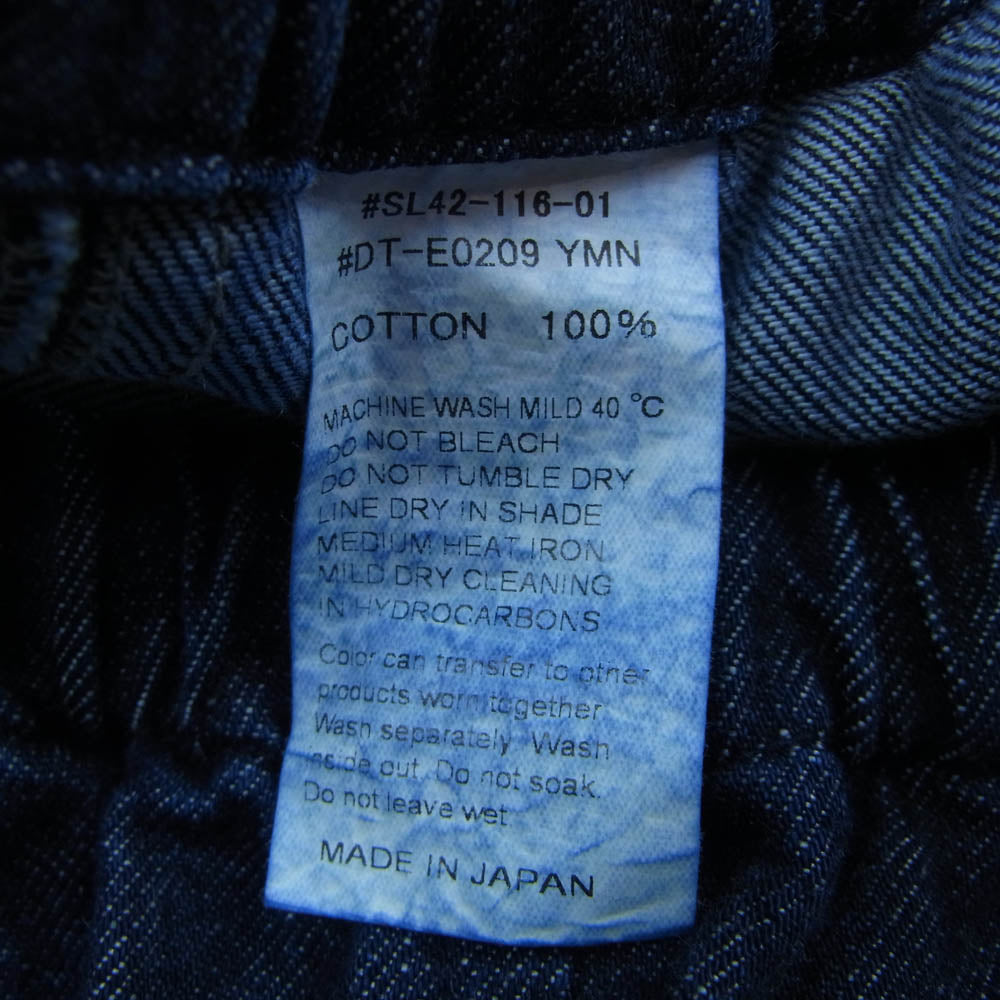 #SL42-116-01
#DT-E0209 YMN
COTTON 100%
MACHINE WASH MILD 40 °C
DO NOT BLEACH
DO NOT TUMBLE DRY
LINE DRY IN SHADE
MEDIUM HEAT IRON
MILD DRY CLEANING
IN HYDROCARBONS
Color can transfer to other
products worn together
Wash separately. Wash
inside out. Do not soak.
Do not leave wet.
MADE IN JAPAN